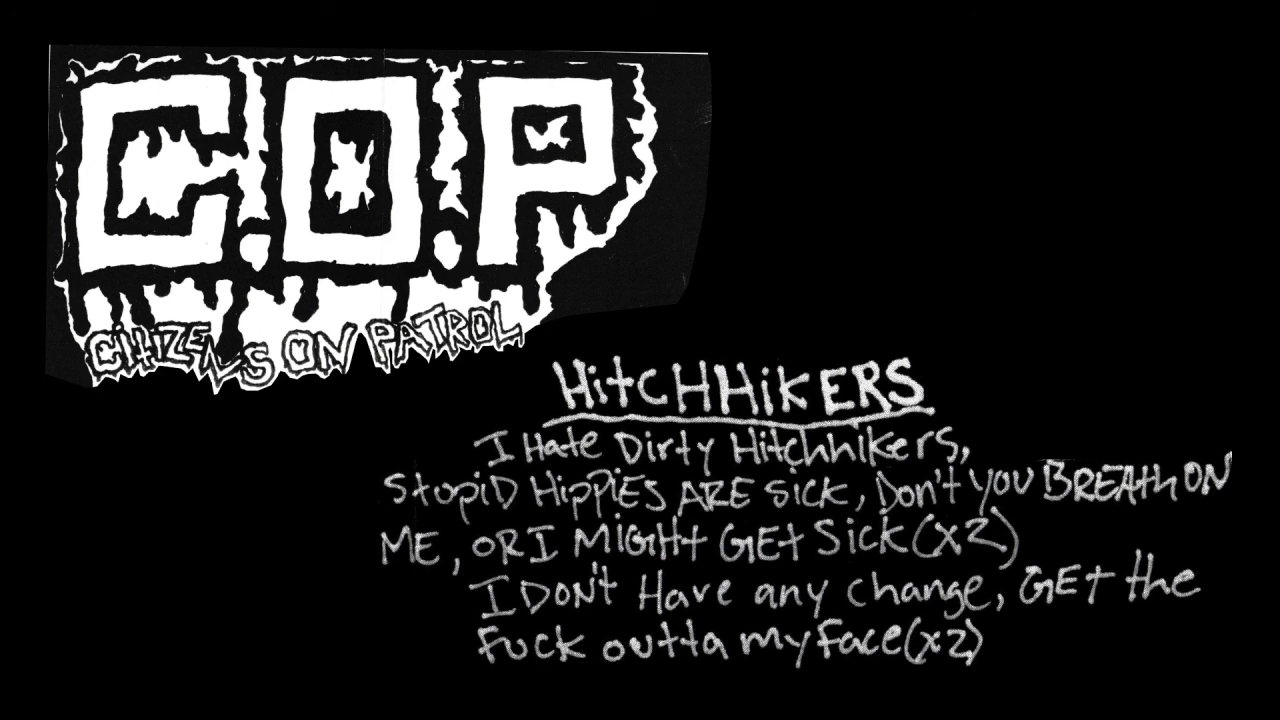 C.O.P
CitIZENS ON PATROL
HitCHHikERS
I Hate Dirty Hitchhikers,
StupiD HippiES ARE SiCK, Don't you BREAth ON
ME, OR I MiGHt GEt Sick (x2)
I DON't Have any change, GEt the
Fuck outta my face (x2)